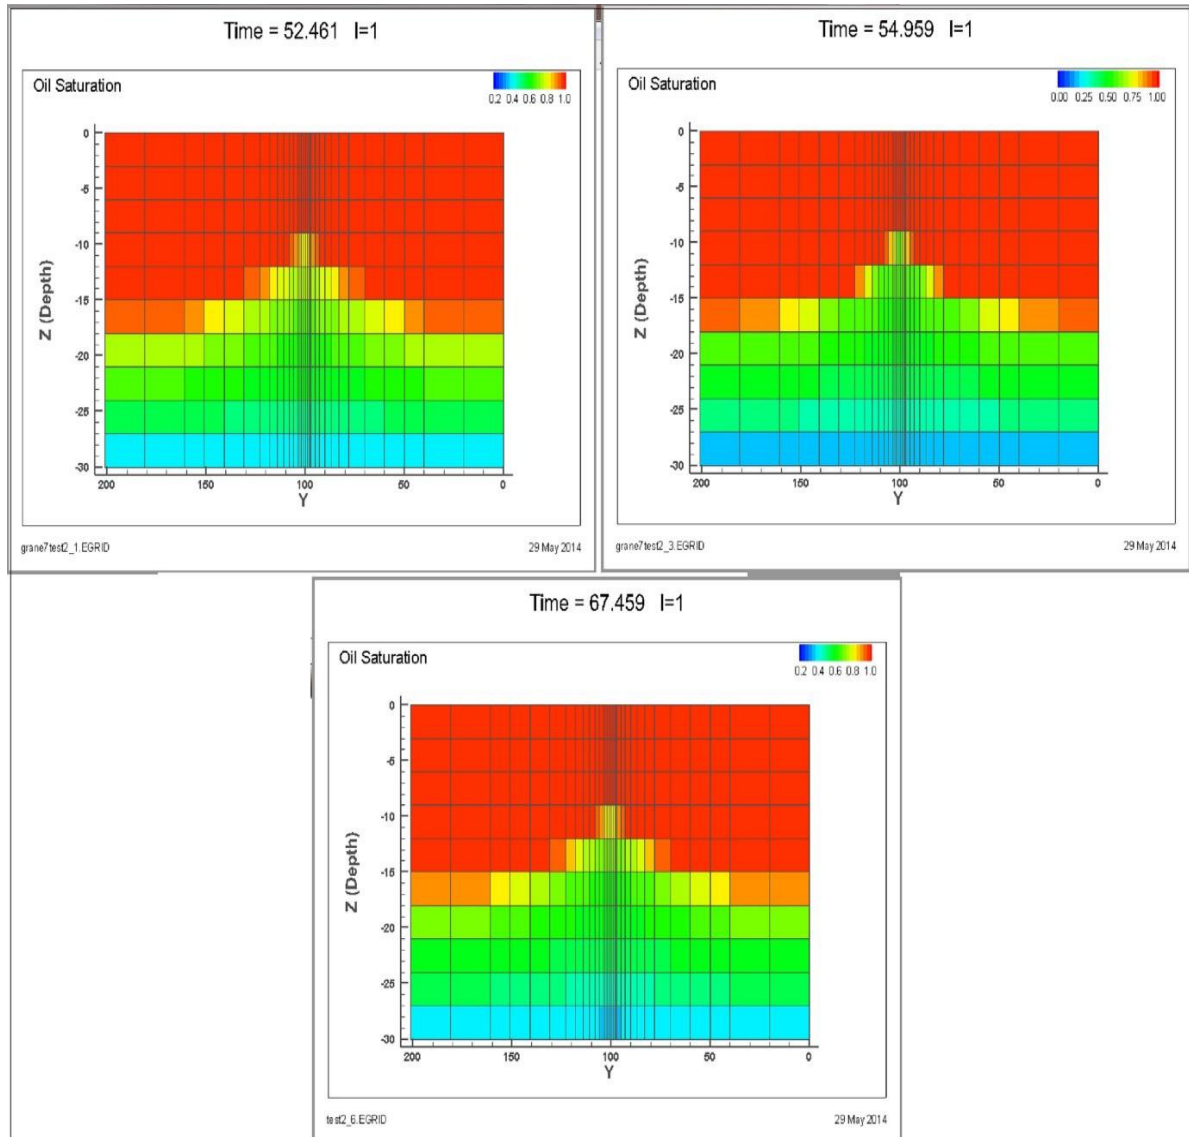 Time = 52.461 I=1
Oil Saturation
0.2 0.4 0.6 0.8 1.0
0
-5
-10
-15
-20
-25
-30
Z (Depth)
200 150 100 50 0
Y
grane7test2_1.EGRID 29 May 2014
Time = 54.959 I=1
Oil Saturation
0.00 0.25 0.50 0.75 1.00
0
-5
-10
-15
-20
-25
-30
Z (Depth)
200 150 100 50 0
Y
grane7test2_3.EGRID 29 May 2014
Time = 67.459 I=1
Oil Saturation
0.2 0.4 0.6 0.8 1.0
0
-5
-10
-15
-20
-25
-30
Z (Depth)
200 150 100 50 0
Y
test2_6.EGRID 29 May 2014